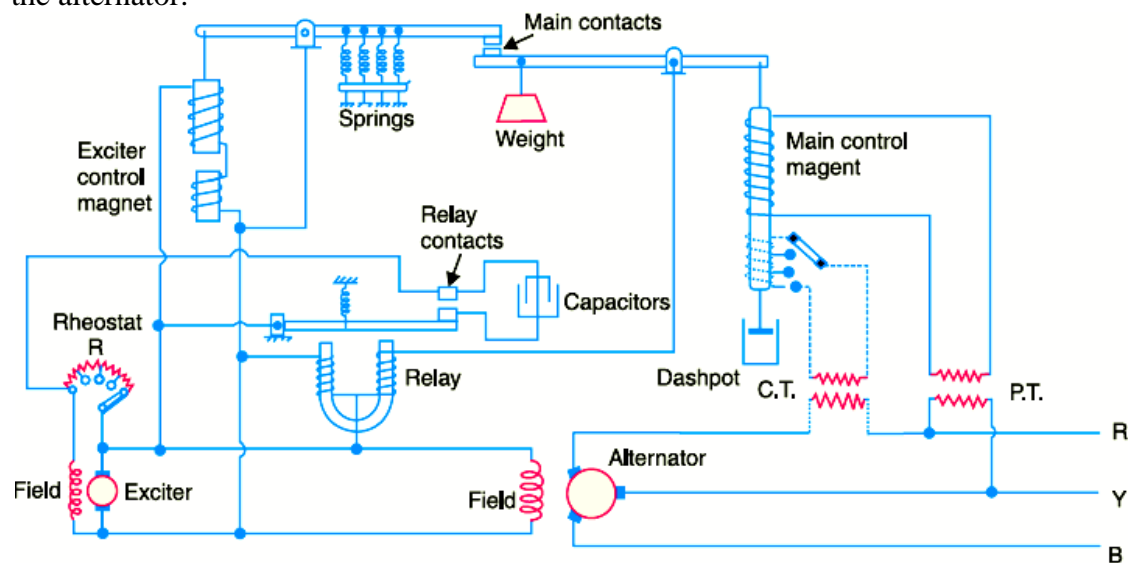 the alternator.
Main contacts
Springs
Weight
Exciter
control
magnet
Main control
magent
Relay
contacts
Capacitors
Rheostat
R
Relay
Dashpot
C.T.
P.T.
R
Alternator
Field
Exciter
Field
Y
B